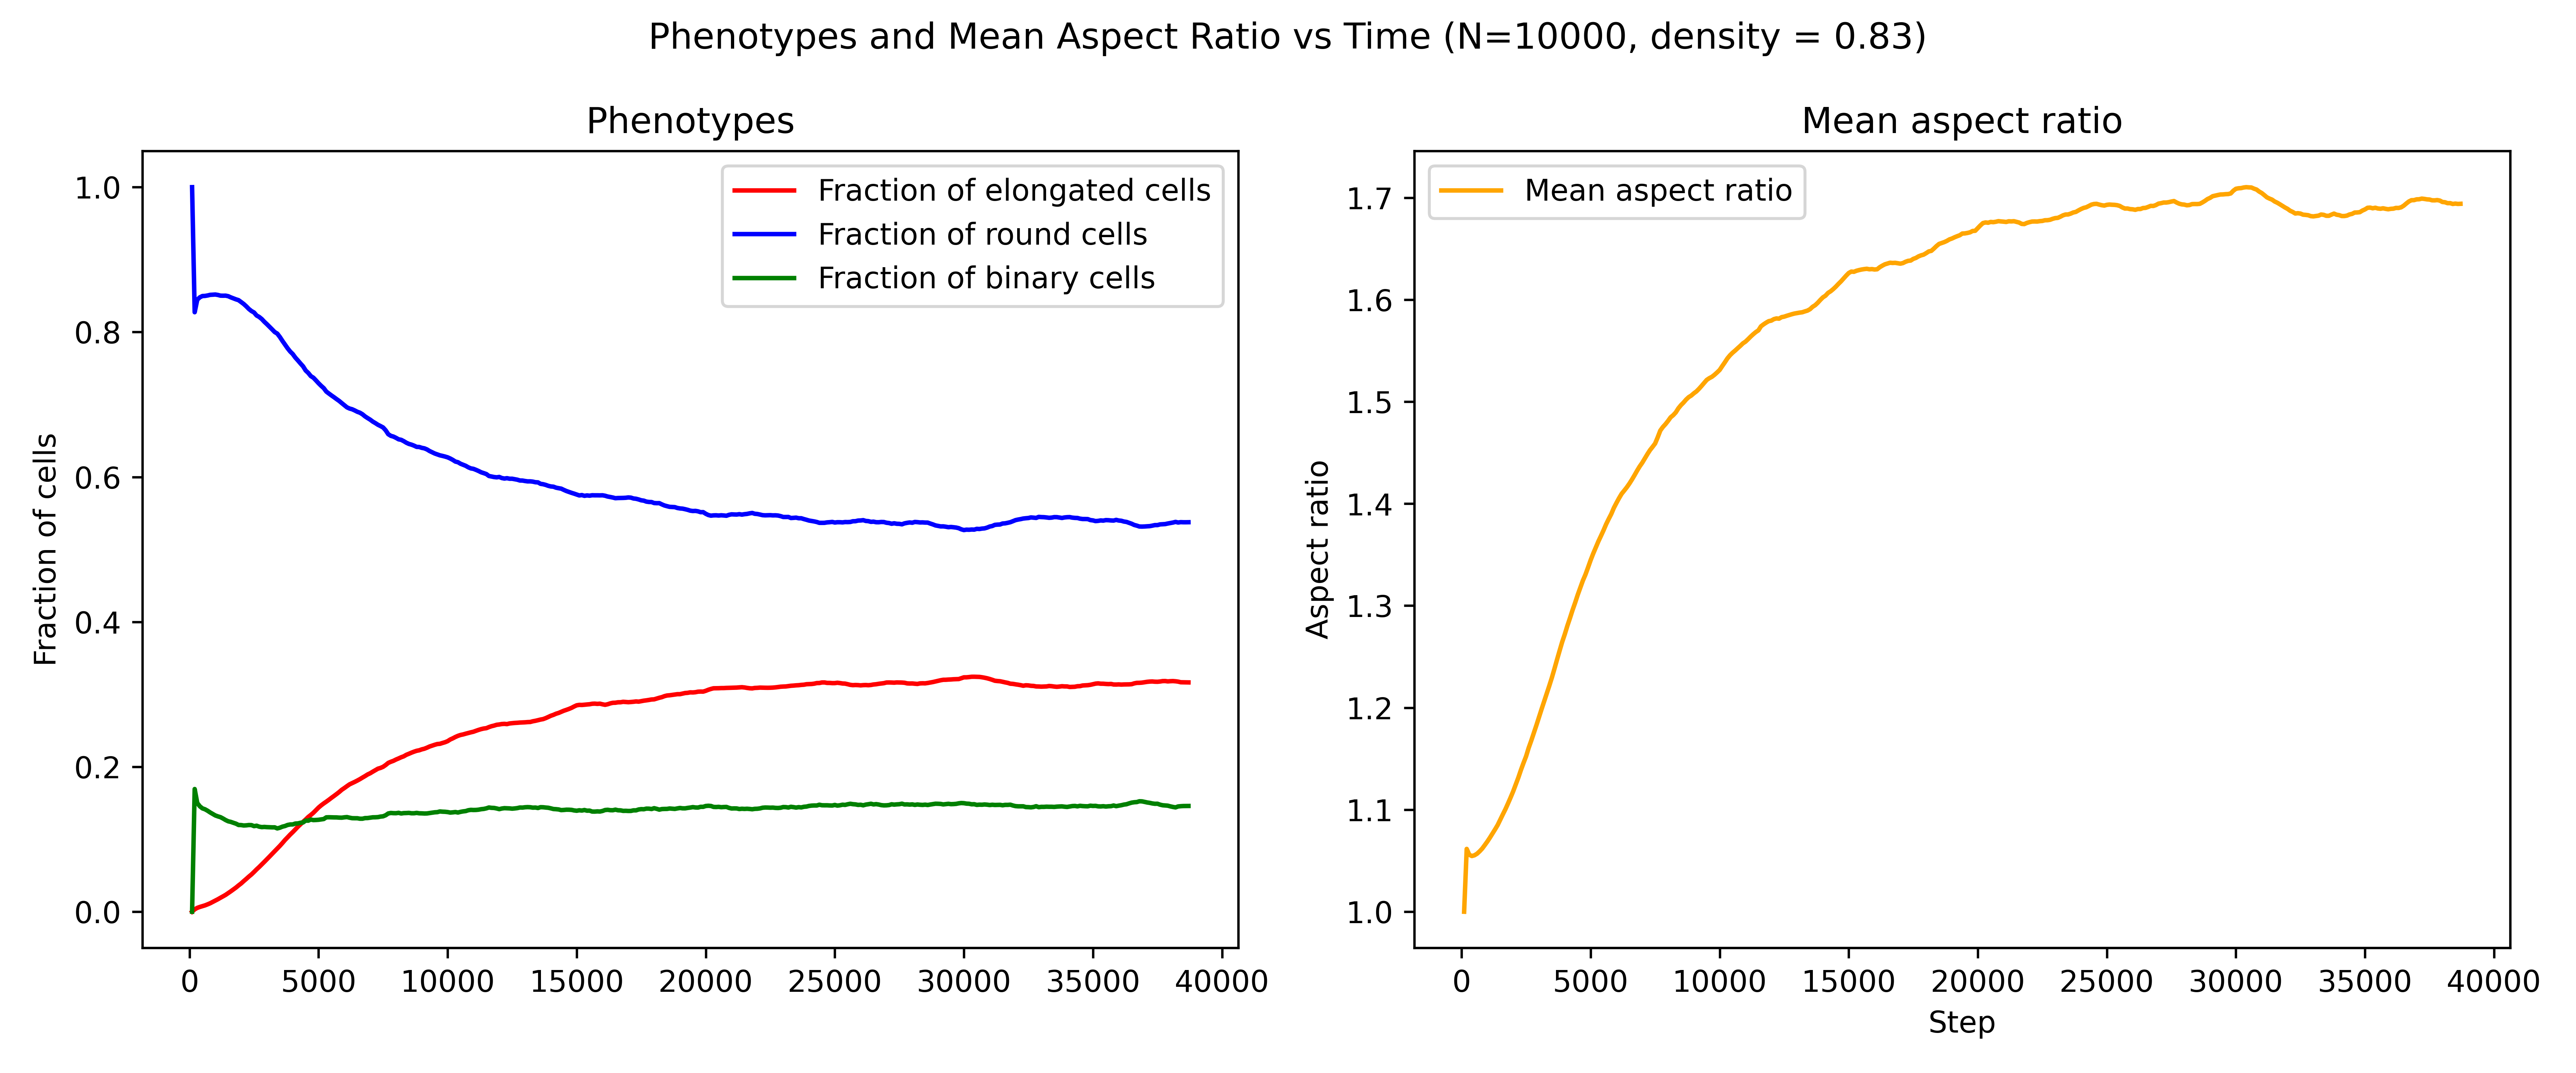 Phenotypes and Mean Aspect Ratio vs Time (N=10000, density = 0.83)
Phenotypes
Fraction of cells
1.0
0.8
0.6
0.4
0.2
0.0
Fraction of elongated cells
Fraction of round cells
Fraction of binary cells
0 5000 10000 15000 20000 25000 30000 35000 40000
Mean aspect ratio
Aspect ratio
1.7
1.6
1.5
1.4
1.3
1.2
1.1
1.0
Mean aspect ratio
0 5000 10000 15000 20000 25000 30000 35000 40000
Step